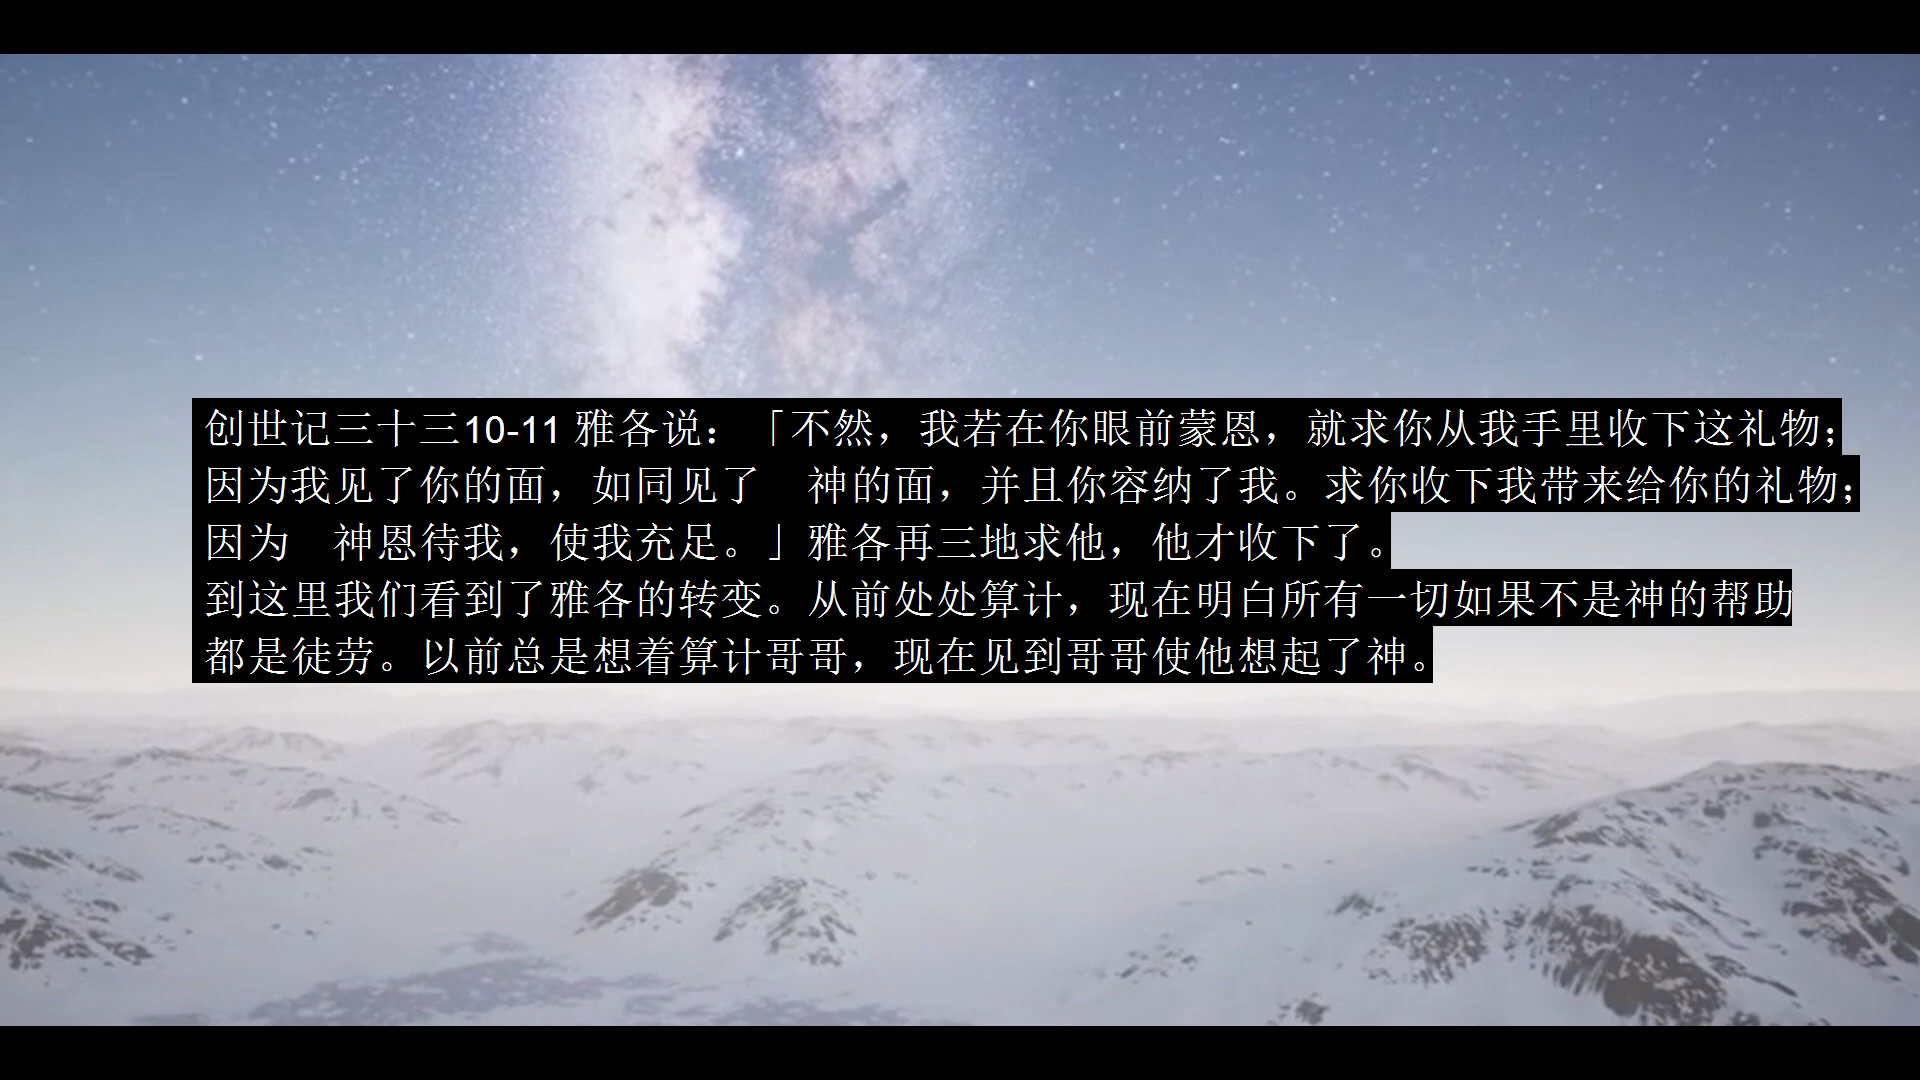 创世记三十三10-11 雅各说：「不然，我若在你眼前蒙恩，就求你从我手里收下这礼物；
因为我见了你的面，如同见了　神的面，并且你容纳了我。求你收下我带来给你的礼物；
因为　神恩待我，使我充足。」雅各再三地求他，他才收下了。
到这里我们看到了雅各的转变。从前处处算计，现在明白所有一切如果不是神的帮助
都是徒劳。以前总是想着算计哥哥，现在见到哥哥使他想起了神。